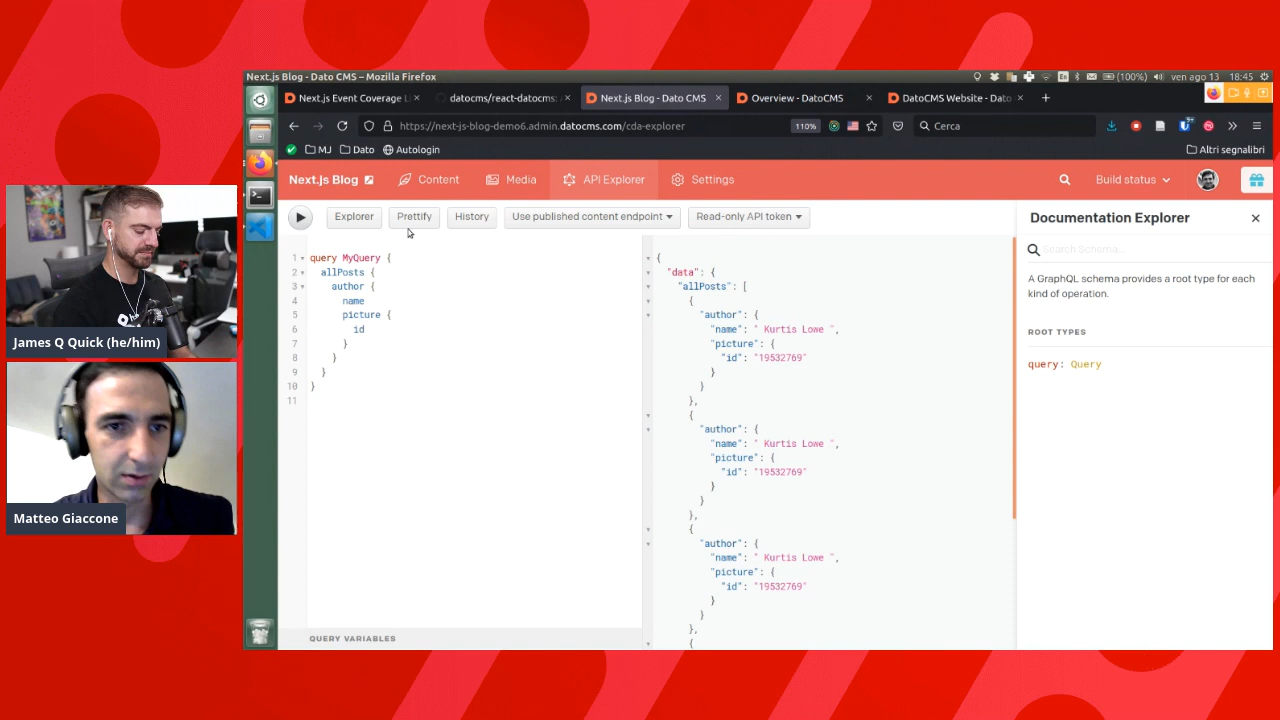 Next.js Blog - Dato CMS – Mozilla Firefox
En
(100%)
ven ago 13
18:45
Next.js Event Coverage L
datocms/react-datocms:
Next.js Blog - Dato CMS
Overview - DatoCMS
DatoCMS Website - Dato
https://next-js-blog-demo6.admin.datocms.com/cda-explorer
110%
Cerca
MJ
Dato
Autologin
Altri segnalibri
Next.js Blog
Content
Media
API Explorer
Settings
Build status
Explorer
Prettify
History
Use published content endpoint
Read-only API token
Documentation Explorer
Search Schema...
A GraphQL schema provides a root type for each
kind of operation.
ROOT TYPES
query: Query
1 query MyQuery {
2 allPosts {
3 author {
4 name
5 picture {
6 id
7 }
8 }
9 }
10 }
11
QUERY VARIABLES
{
"data": {
"allPosts": [
{
"author": {
"name": " Kurtis Lowe ",
"picture": {
"id": "19532769"
}
}
},
{
"author": {
"name": " Kurtis Lowe ",
"picture": {
"id": "19532769"
}
}
},
{
"author": {
"name": " Kurtis Lowe ",
"picture": {
"id": "19532769"
}
}
},
{
James Q Quick (he/him)
Matteo Giaccone